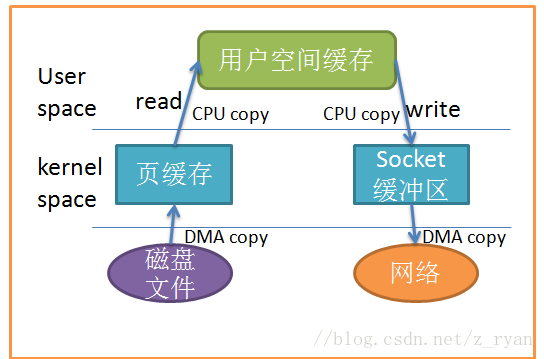 用户空间缓存
User
space
read
CPU copy
CPU copy
write
kernel
space
页缓存
Socket
缓冲区
DMA copy
DMA copy
磁盘
文件
网络
://blog.csdn.net/z_ryan